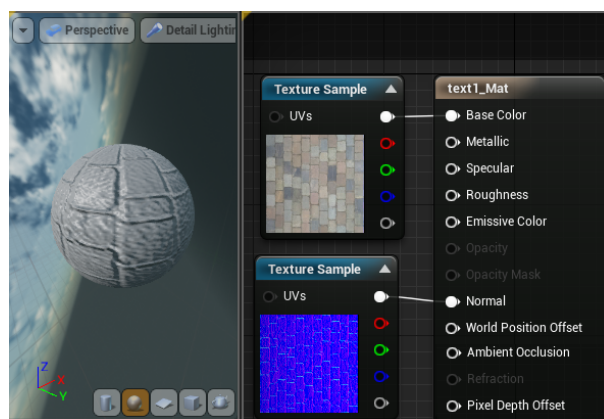 Perspective
Detail Lightin
Z
X
Y
Texture Sample
UVs
Texture Sample
UVs
text1_Mat
Base Color
Metallic
Specular
Roughness
Emissive Color
Opacity
Opacity Mask
Normal
World Position Offset
Ambient Occlusion
Refraction
Pixel Depth Offset